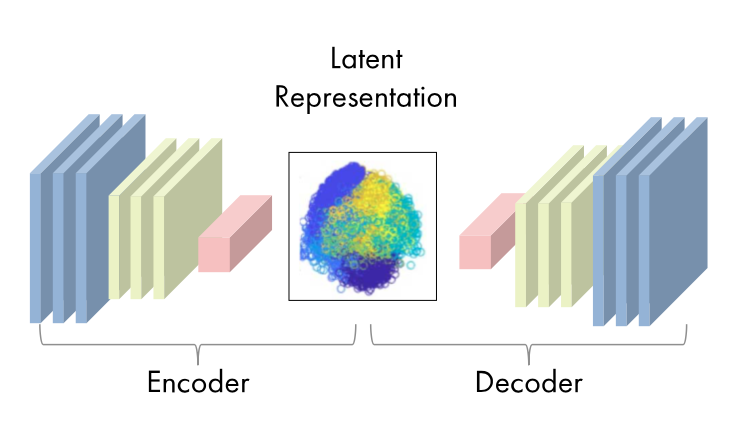 Latent
Representation
Encoder
Decoder